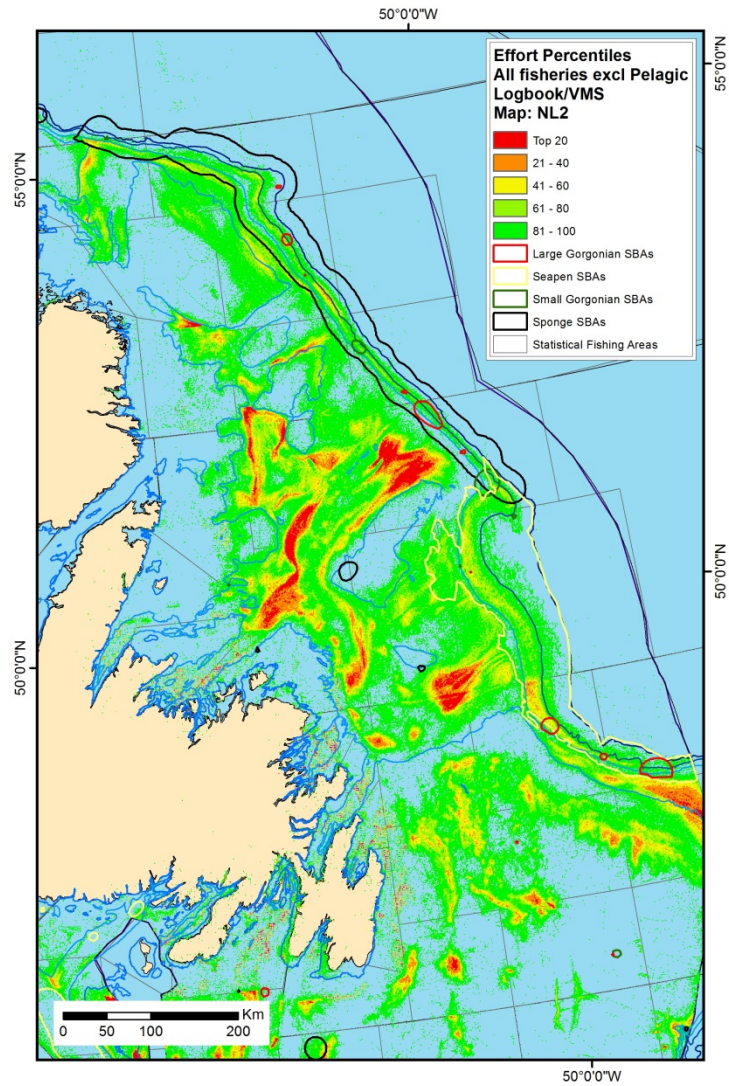 50°0'0"W
55°0'0"N
Effort Percentiles
All fisheries excl Pelagic
Logbook/VMS
Map: NL2
Top 20
21 - 40
41 - 60
61 - 80
81 - 100
Large Gorgonian SBAs
Seapen SBAs
Small Gorgonian SBAs
Sponge SBAs
Statistical Fishing Areas
55°0'0"N
50°0'0"N
50°0'0"N
Km
0 50 100 200
50°0'0"W